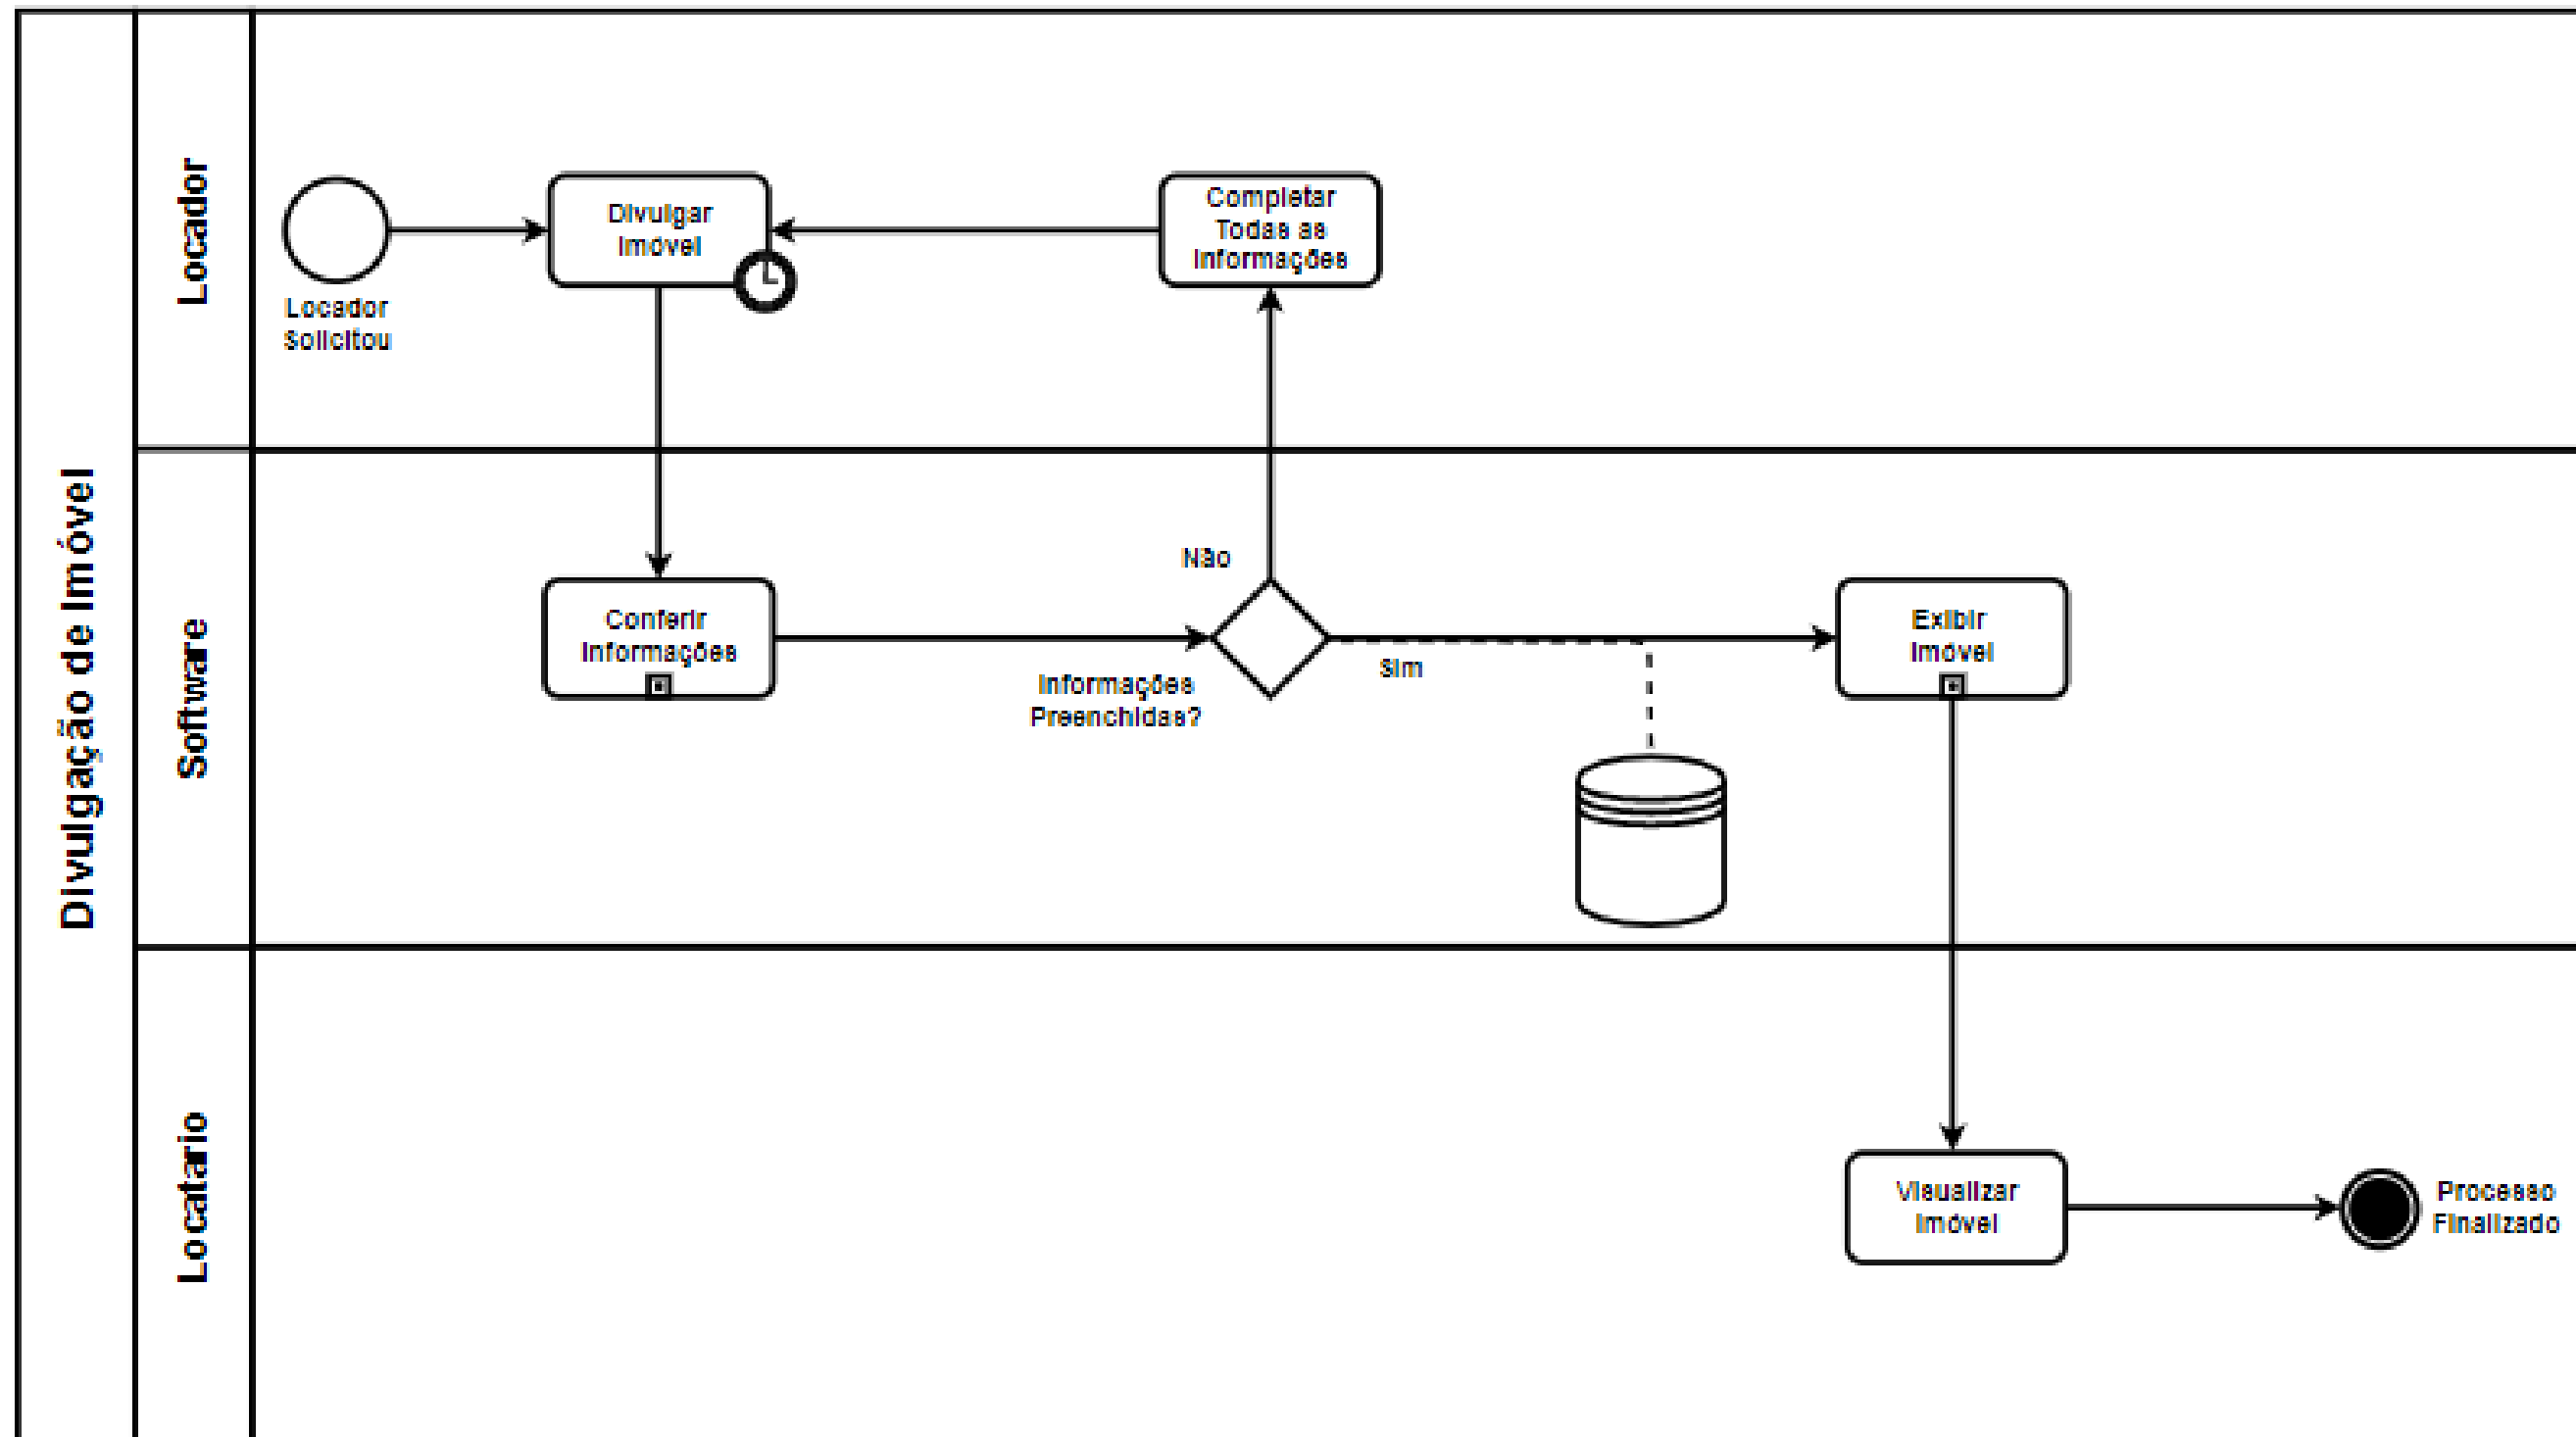 Divulgação de Imóvel
Locador
Locador
Solicitou
Divulgar
Imóvel
Completar
Todas as
Informações
Software
Conferir
Informações
Não
Informações
Preenchidas?
Sim
Exibir
Imóvel
Locatario
Visualizar
Imóvel
Processo
Finalizado